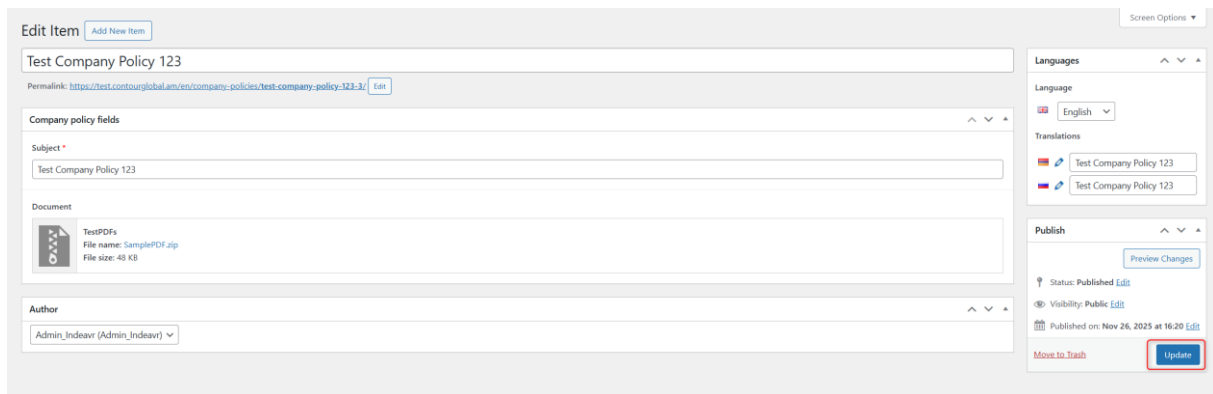 Screen Options ▼
Edit Item Add New Item
Test Company Policy 123
Permalink: https://test.contourglobal.am/en/company-policies/test-company-policy-123-3/ Edit
Company policy fields
Subject *
Test Company Policy 123
Document
TestPDFs
File name: SamplePDF.zip
File size: 48 KB
Author
Admin_Indeavr (Admin_Indeavr)
Languages
Language
English
Translations
Test Company Policy 123
Test Company Policy 123
Publish
Preview Changes
Status: Published Edit
Visibility: Public Edit
Published on: Nov 26, 2025 at 16:20 Edit
Move to Trash Update